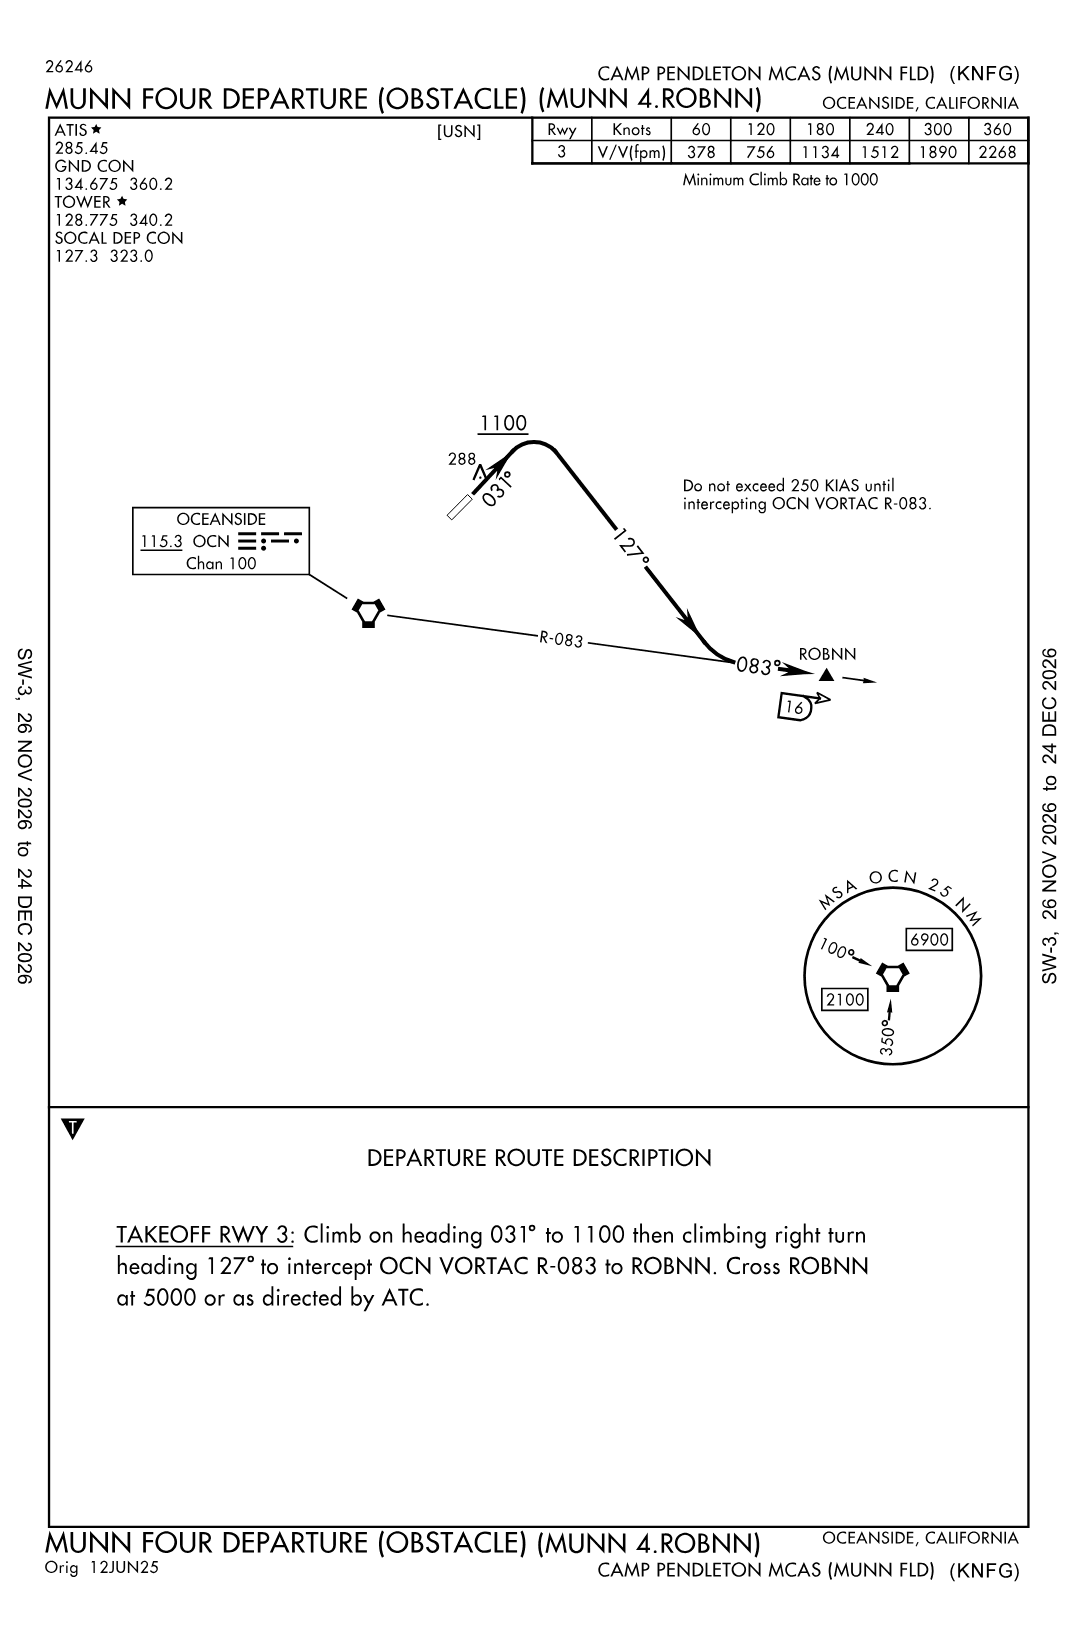 26246
CAMP PENDLETON MCAS (MUNN FLD) (KNFG)
MUNN FOUR DEPARTURE (OBSTACLE) (MUNN 4.ROBNN)
OCEANSIDE, CALIFORNIA
ATIS ★
285.45
GND CON
134.675 360.2
TOWER ★
128.775 340.2
SOCAL DEP CON
127.3 323.0
[USN]
Rwy Knots 60 120 180 240 300 360
3 V/V(fpm) 378 756 1134 1512 1890 2268
Minimum Climb Rate to 1000
1100
288
031°
Do not exceed 250 KIAS until
intercepting OCN VORTAC R-083.
OCEANSIDE
115.3 OCN
Chan 100
127°
R-083
083°
ROBNN
16
SW-3, 26 NOV 2026 to 24 DEC 2026
SW-3, 26 NOV 2026 to 24 DEC 2026
MSA OCN 25 NM
6900
100°
2100
350°
T
DEPARTURE ROUTE DESCRIPTION
TAKEOFF RWY 3: Climb on heading 031° to 1100 then climbing right turn
heading 127° to intercept OCN VORTAC R-083 to ROBNN. Cross ROBNN
at 5000 or as directed by ATC.
MUNN FOUR DEPARTURE (OBSTACLE) (MUNN 4.ROBNN)
OCEANSIDE, CALIFORNIA
Orig 12JUN25
CAMP PENDLETON MCAS (MUNN FLD) (KNFG)